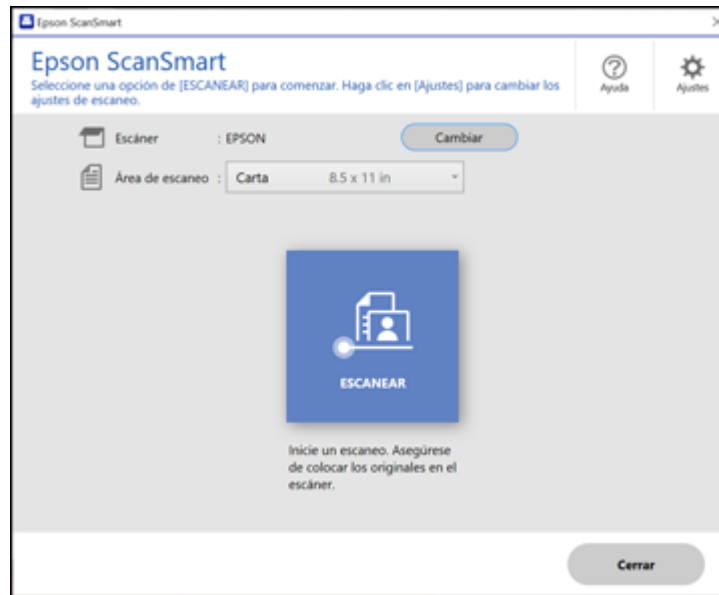 Epson ScanSmart
Epson ScanSmart
Seleccione una opción de [ESCANEAR] para comenzar. Haga clic en [Ajustes] para cambiar los
ajustes de escaneo.
Ayuda
Ajustes
Escáner : EPSON
Cambiar
Área de escaneo : Carta 8.5 x 11 in
ESCANEAR
Inicie un escaneo. Asegúrese
de colocar los originales en el
escáner.
Cerrar